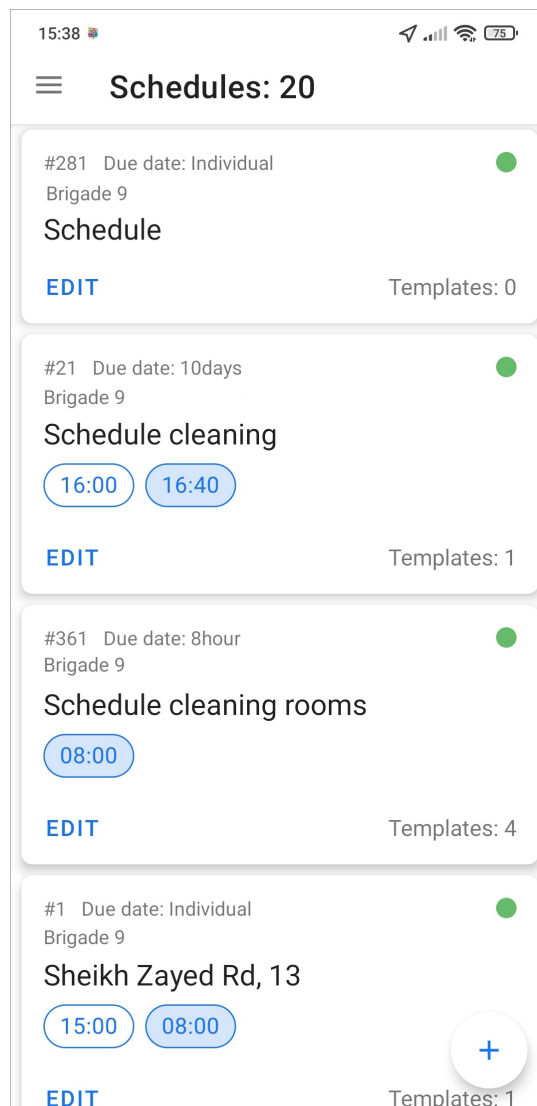 15:38 75
Schedules: 20
#281 Due date: Individual
Brigade 9
Schedule
EDIT Templates: 0
#21 Due date: 10days
Brigade 9
Schedule cleaning
16:00 16:40
EDIT Templates: 1
#361 Due date: 8hour
Brigade 9
Schedule cleaning rooms
08:00
EDIT Templates: 4
#1 Due date: Individual
Brigade 9
Sheikh Zayed Rd, 13
15:00 08:00
+
EDIT Templates: 1